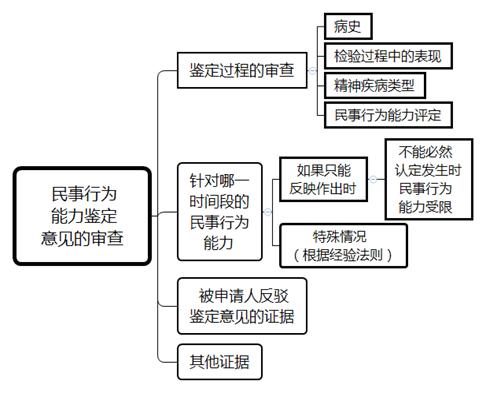 民事行为
能力鉴定
意见的审查
鉴定过程的审查
病史
检验过程中的表现
精神疾病类型
民事行为能力评定
针对哪一
时间段的
民事行为
能力
如果只能
反映作出时
不能必然
认定发生时
民事行为
能力受限
特殊情况
（根据经验法则）
被申请人反驳
鉴定意见的证据
其他证据